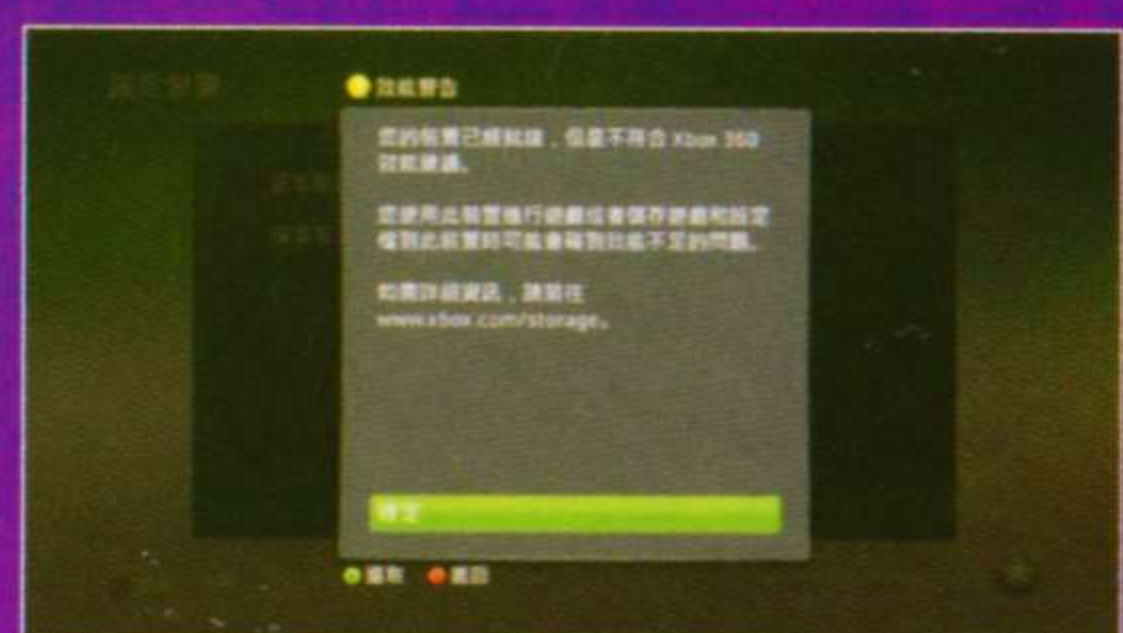 效能警告
您的裝置已經就緒，但是不符合 Xbox 360
效能建議。
您使用此裝置進行遊戲或者儲存遊戲和設定
檔到此裝置時可能會碰到效能不足的問題。
如需詳細資訊，請前往
www.xbox.com/storage。
確定
選取
返回